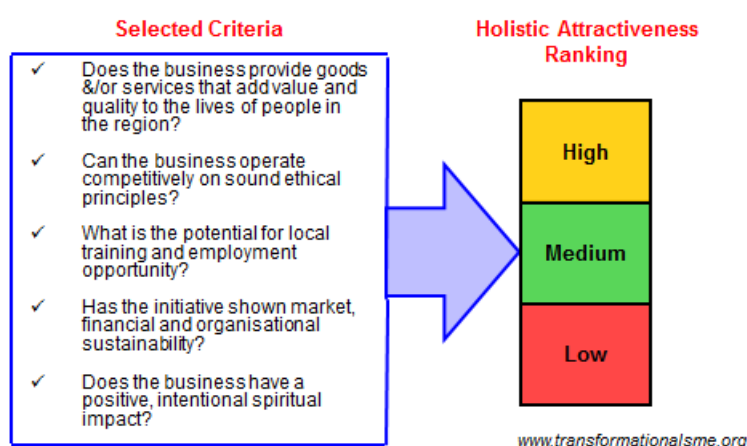 Selected Criteria
✓ Does the business provide goods
&/or services that add value and
quality to the lives of people in
the region?
✓ Can the business operate
competitively on sound ethical
principles?
✓ What is the potential for local
training and employment
opportunity?
✓ Has the initiative shown market,
financial and organisational
sustainability?
✓ Does the business have a
positive, intentional spiritual
impact?
Holistic Attractiveness
Ranking
High
Medium
Low
www.transformationalsme.org